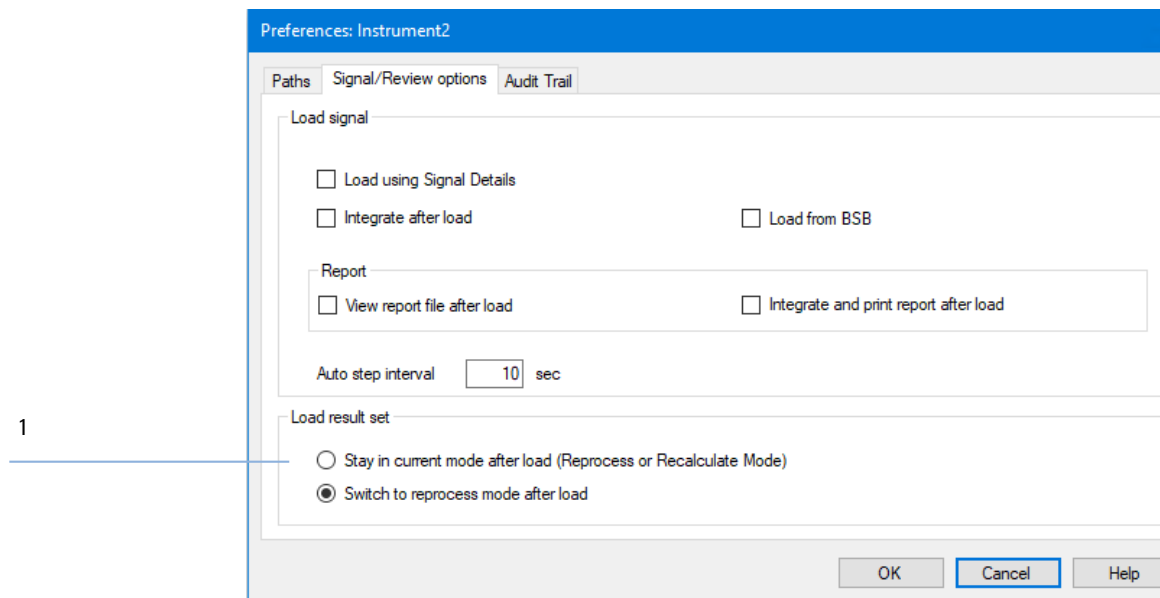 Preferences: Instrument2
Paths Signal/Review options Audit Trail
Load signal
Load using Signal Details
Integrate after load Load from BSB
Report
View report file after load Integrate and print report after load
Auto step interval 10 sec
1
Load result set
Stay in current mode after load (Reprocess or Recalculate Mode)
Switch to reprocess mode after load
OK Cancel Help